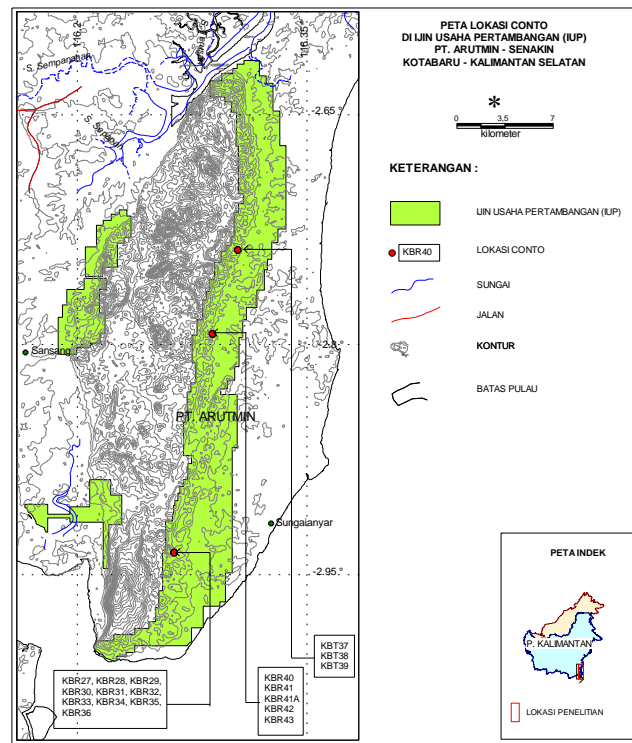 PETA LOKASI CONTO
DI IJIN USAHA PERTAMBANGAN (IUP)
PT. ARUTMIN - SENAKIN
KOTABARU - KALIMANTAN SELATAN
*
0 3,5 7
kilometer
KETERANGAN :
IJIN USAHA PERTAMBANGAN (IUP)
KBR40 LOKASI CONTO
SUNGAI
JALAN
KONTUR
BATAS PULAU
PETA INDEK
P. KALIMANTAN
LOKASI PENELITIAN
116.2°
116.35°
S. Sempanahan
-2.65
-2.8
Sansang
PT. ARUTMIN
Sungaianyar
-2.95°
KBT37
KBT38
KBT39
KBR40
KBR41
KBR41A
KBR42
KBR43
KBR27, KBR28, KBR29,
KBR30, KBR31, KBR32,
KBR33, KBR34, KBR35,
KBR36